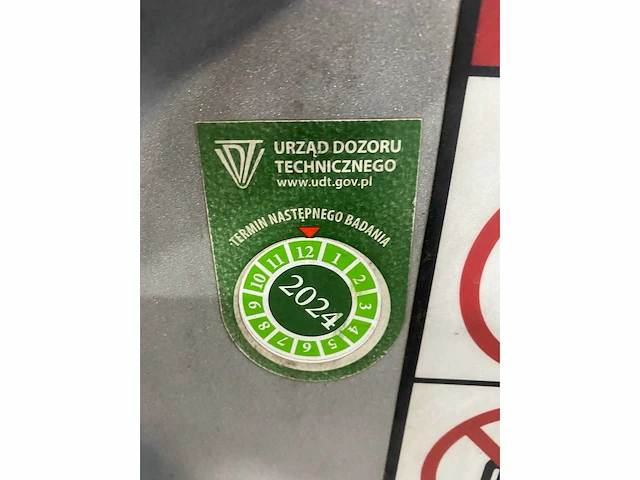 URZĄD DOZORU
TECHNICZNEGO
www.udt.gov.pl
TERMIN NASTĘPNEGO BADANIA
12 1 2 3 4 5 6 7 8 9 10 11
2024